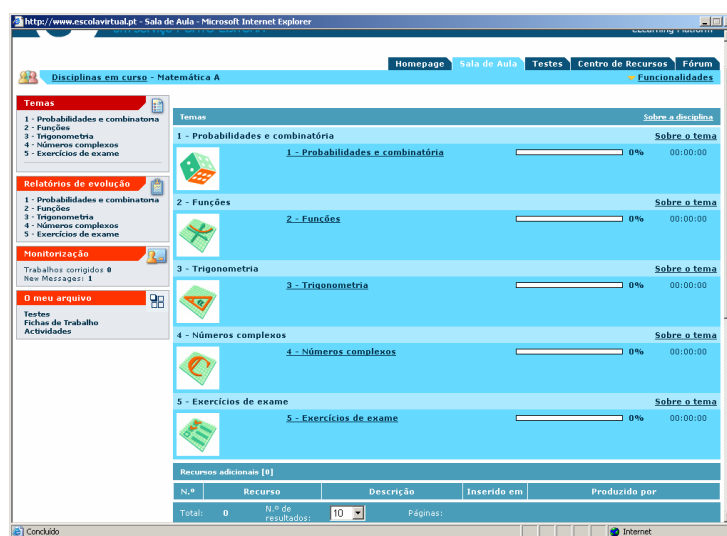 http://www.escolavirtual.pt - Sala de Aula - Microsoft Internet Explorer
eLearning Platform
Homepage Sala de Aula Testes Centro de Recursos Fórum
Disciplinas em curso - Matemática A
Funcionalidades
Temas
1 - Probabilidades e combinatoria
2 - Funções
3 - Trigonometria
4 - Números complexos
5 - Exercícios de exame
Relatórios de evolução
1 - Probabilidades e combinatoria
2 - Funções
3 - Trigonometria
4 - Números complexos
5 - Exercícios de exame
Monitorização
Trabalhos corrigidos 0
New Messages: 1
O meu arquivo
Testes
Fichas de Trabalho
Actividades
Temas Sobre a disciplina
1 - Probabilidades e combinatória Sobre o tema
1 - Probabilidades e combinatória 0% 00:00:00
2 - Funções Sobre o tema
2 - Funções 0% 00:00:00
3 - Trigonometria Sobre o tema
3 - Trigonometria 0% 00:00:00
4 - Números complexos Sobre o tema
4 - Números complexos 0% 00:00:00
5 - Exercícios de exame Sobre o tema
5 - Exercícios de exame 0% 00:00:00
Recursos adicionais [0]
N.º Recurso Descrição Inserido em Produzido por
Total: 0 N.º de resultados: 10 Páginas:
Concluído Internet